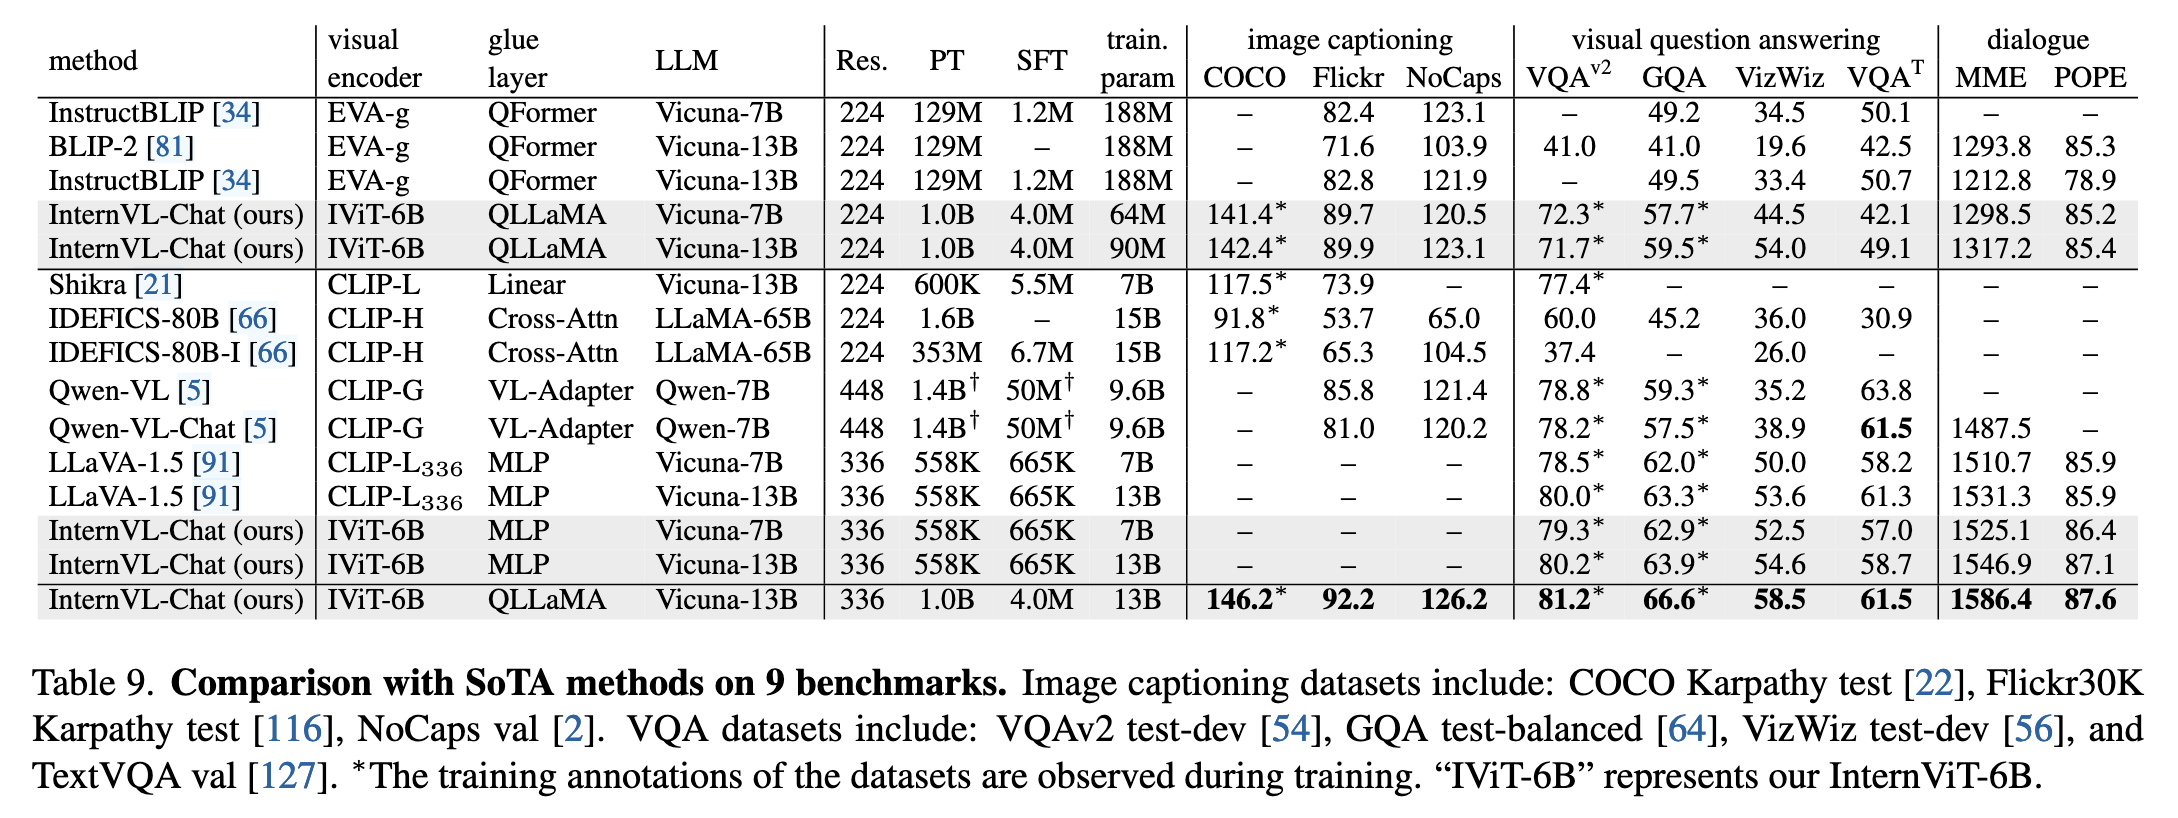 method | visual encoder | glue layer | LLM | Res. | PT | SFT | train. param | image captioning | visual question answering | dialogue
COCO | Flickr | NoCaps | VQAv2 | GQA | VizWiz | VQAT | MME | POPE
InstructBLIP [34] | EVA-g | QFormer | Vicuna-7B | 224 | 129M | 1.2M | 188M | – | 82.4 | 123.1 | – | 49.2 | 34.5 | 50.1 | – | –
BLIP-2 [81] | EVA-g | QFormer | Vicuna-13B | 224 | 129M | – | 188M | – | 71.6 | 103.9 | 41.0 | 41.0 | 19.6 | 42.5 | 1293.8 | 85.3
InstructBLIP [34] | EVA-g | QFormer | Vicuna-13B | 224 | 129M | 1.2M | 188M | – | 82.8 | 121.9 | – | 49.5 | 33.4 | 50.7 | 1212.8 | 78.9
InternVL-Chat (ours) | IViT-6B | QLLaMA | Vicuna-7B | 224 | 1.0B | 4.0M | 64M | 141.4* | 89.7 | 120.5 | 72.3* | 57.7* | 44.5 | 42.1 | 1298.5 | 85.2
InternVL-Chat (ours) | IViT-6B | QLLaMA | Vicuna-13B | 224 | 1.0B | 4.0M | 90M | 142.4* | 89.9 | 123.1 | 71.7* | 59.5* | 54.0 | 49.1 | 1317.2 | 85.4
Shikra [21] | CLIP-L | Linear | Vicuna-13B | 224 | 600K | 5.5M | 7B | 117.5* | 73.9 | – | 77.4* | – | – | – | – | –
IDEFICS-80B [66] | CLIP-H | Cross-Attn | LLaMA-65B | 224 | 1.6B | – | 15B | 91.8* | 53.7 | 65.0 | 60.0 | 45.2 | 36.0 | 30.9 | – | –
IDEFICS-80B-I [66] | CLIP-H | Cross-Attn | LLaMA-65B | 224 | 353M | 6.7M | 15B | 117.2* | 65.3 | 104.5 | 37.4 | – | 26.0 | – | – | –
Qwen-VL [5] | CLIP-G | VL-Adapter | Qwen-7B | 448 | 1.4B† | 50M† | 9.6B | – | 85.8 | 121.4 | 78.8* | 59.3* | 35.2 | 63.8 | – | –
Qwen-VL-Chat [5] | CLIP-G | VL-Adapter | Qwen-7B | 448 | 1.4B† | 50M† | 9.6B | – | 81.0 | 120.2 | 78.2* | 57.5* | 38.9 | 61.5 | 1487.5 | –
LLaVA-1.5 [91] | CLIP-L336 | MLP | Vicuna-7B | 336 | 558K | 665K | 7B | – | – | – | 78.5* | 62.0* | 50.0 | 58.2 | 1510.7 | 85.9
LLaVA-1.5 [91] | CLIP-L336 | MLP | Vicuna-13B | 336 | 558K | 665K | 13B | – | – | – | 80.0* | 63.3* | 53.6 | 61.3 | 1531.3 | 85.9
InternVL-Chat (ours) | IViT-6B | MLP | Vicuna-7B | 336 | 558K | 665K | 7B | – | – | – | 79.3* | 62.9* | 52.5 | 57.0 | 1525.1 | 86.4
InternVL-Chat (ours) | IViT-6B | MLP | Vicuna-13B | 336 | 558K | 665K | 13B | – | – | – | 80.2* | 63.9* | 54.6 | 58.7 | 1546.9 | 87.1
InternVL-Chat (ours) | IViT-6B | QLLaMA | Vicuna-13B | 336 | 1.0B | 4.0M | 13B | 146.2* | 92.2 | 126.2 | 81.2* | 66.6* | 58.5 | 61.5 | 1586.4 | 87.6
Table 9. Comparison with SoTA methods on 9 benchmarks. Image captioning datasets include: COCO Karpathy test [22], Flickr30K
Karpathy test [116], NoCaps val [2]. VQA datasets include: VQAv2 test-dev [54], GQA test-balanced [64], VizWiz test-dev [56], and
TextVQA val [127]. *The training annotations of the datasets are observed during training. “IViT-6B” represents our InternViT-6B.